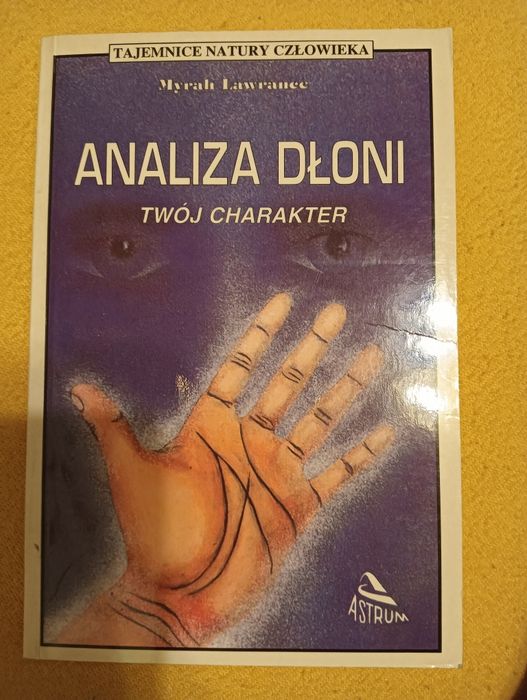 TAJEMNICE NATURY CZŁOWIEKA
Myrah Lawrance
ANALIZA DŁONI
TWÓJ CHARAKTER
ASTRUM